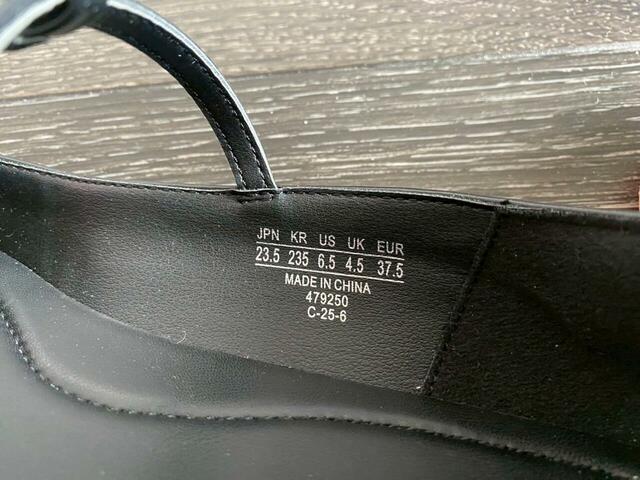 JPN KR US UK EUR
23.5 235 6.5 4.5 37.5
MADE IN CHINA
479250
C-25-6